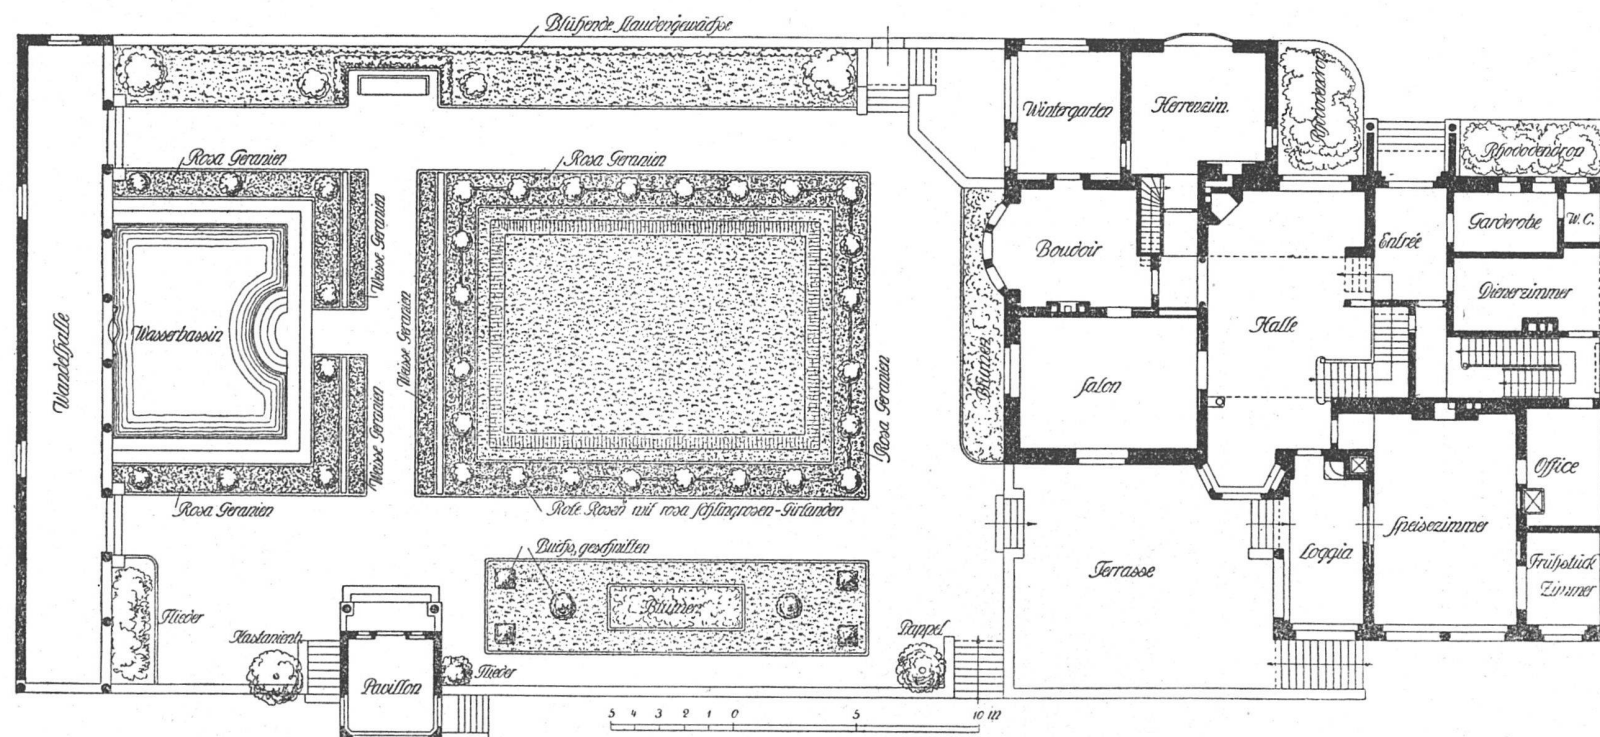 Blühende Staudengewächse
Wintergarten
Herrenzim.
Rhododendron
Rhododendron
Rosa Geranien
Rosa Geranien
Garderobe
W.C.
Weisse Geranien
Boudoir
Entrée
Dienerzimmer
Wandelhalle
Wasserbassin
Weisse Geranien
Halle
Blumen
Salon
Weisse Geranien
Rosa Geranien
Office
Rosa Geranien
Rote Rosen mit rosa Schlingrosen-Girlanden
Speisezimmer
Buchs, geschnitten
Terrasse
Loggia
Frühstück
Zimmer
Blumen
Flieder
Kastanienb.
Pappel
Flieder
Pavillon
5 4 3 2 1 0 5 10 m